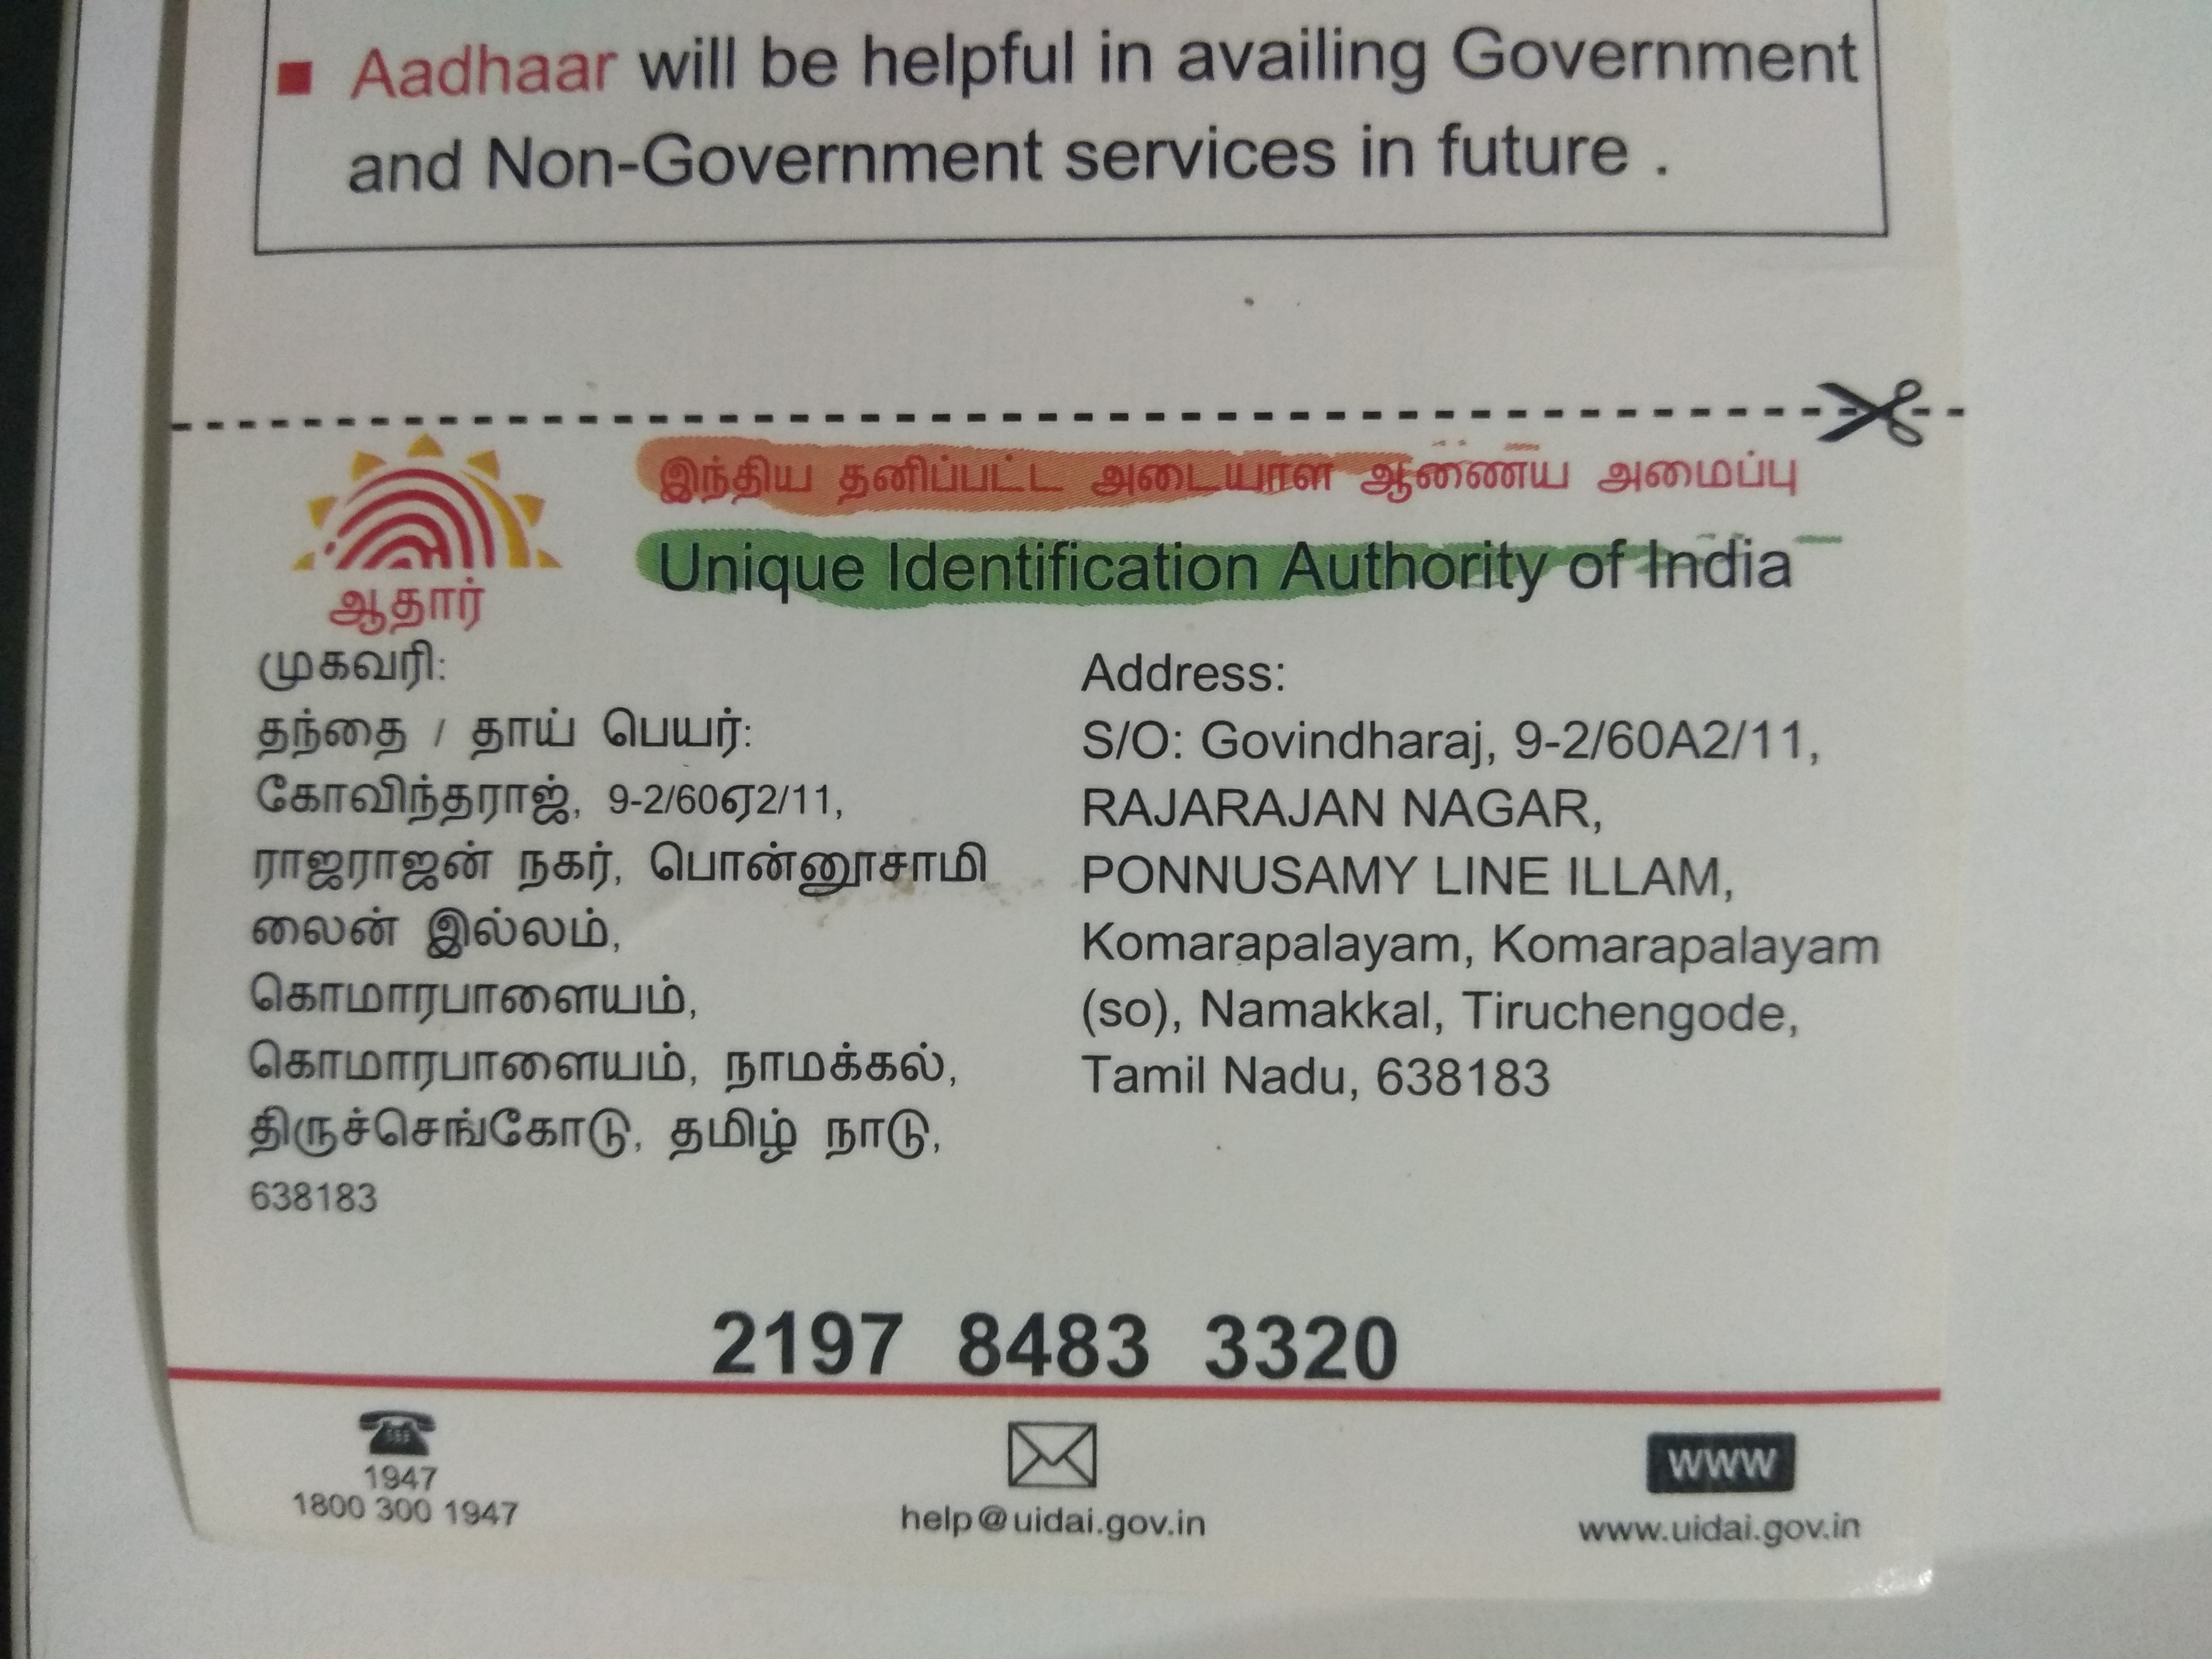 ■ Aadhaar will be helpful in availing Government
and Non-Government services in future .
இந்திய தனிப்பட்ட அடையாள ஆணைய அமைப்பு
Unique Identification Authority of India
ஆதார்
முகவரி:
தந்தை / தாய் பெயர்:
கோவிந்தராஜ், 9-2/60ஏ2/11,
ராஜராஜன் நகர், பொன்னூசாமி
லைன் இல்லம்,
கொமாரபாளையம்,
கொமாரபாளையம், நாமக்கல்,
திருச்செங்கோடு, தமிழ் நாடு,
638183
Address:
S/O: Govindharaj, 9-2/60A2/11,
RAJARAJAN NAGAR,
PONNUSAMY LINE ILLAM,
Komarapalayam, Komarapalayam
(so), Namakkal, Tiruchengode,
Tamil Nadu, 638183
2197 8483 3320
1947
1800 300 1947
help@uidai.gov.in
www
www.uidai.gov.in